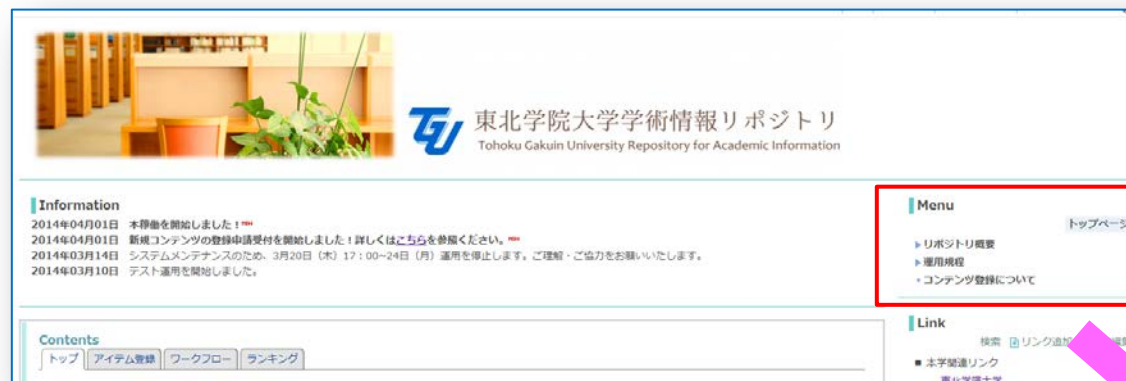 TGU 東北学院大学学術情報リポジトリ
Tohoku Gakuin University Repository for Academic Information
Information
2014年04月01日 本稼働を開始しました！
2014年04月01日 新規コンテンツの登録申請受付を開始しました！詳しくはこちらを参照ください。
2014年03月14日 システムメンテナンスのため、3月20日（木）17：00~24日（月）運用を停止します。ご理解・ご協力をお願いいたします。
2014年03月10日 テスト運用を開始しました。
Menu
トップページ
リポジトリ概要
運用規程
コンテンツ登録について
Contents
トップ アイテム登録 ワークフロー ランキング
Link
検索 リンク追加
本学関連リンク
東北学院大学